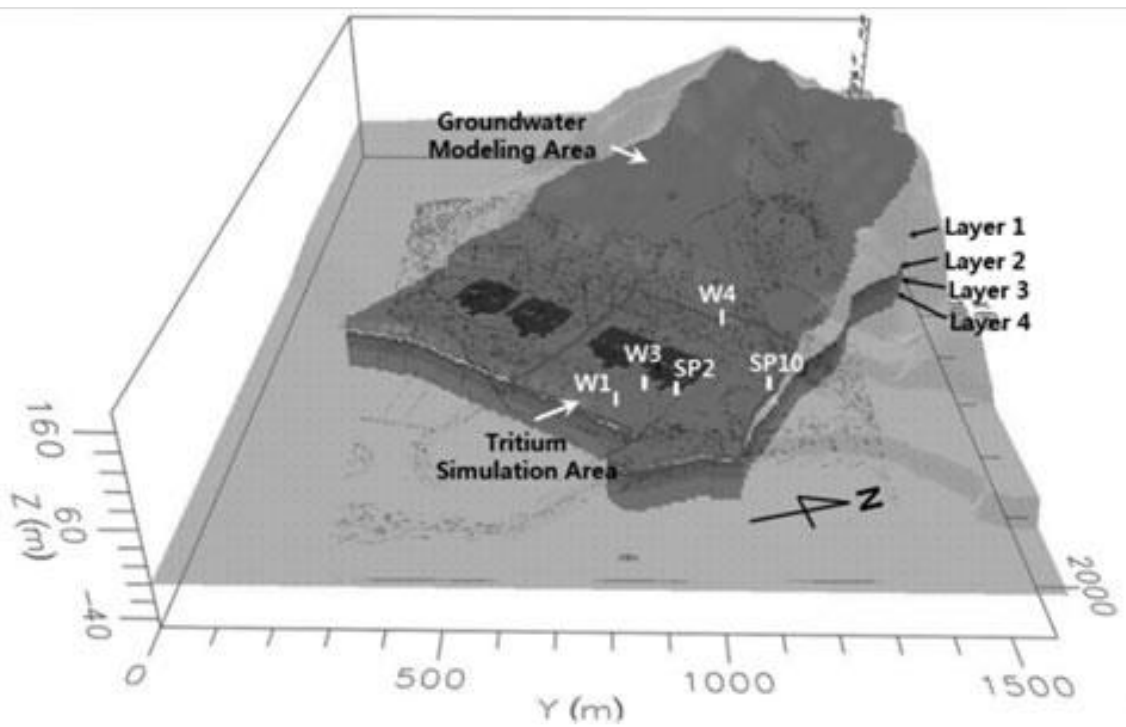 Groundwater
Modeling Area
Layer 1
Layer 2
Layer 3
Layer 4
W4
W3
SP2
SP10
W1
Tritium
Simulation Area
N
160
60
-40
Z (m)
0
500
1000
1500
2000
Y (m)